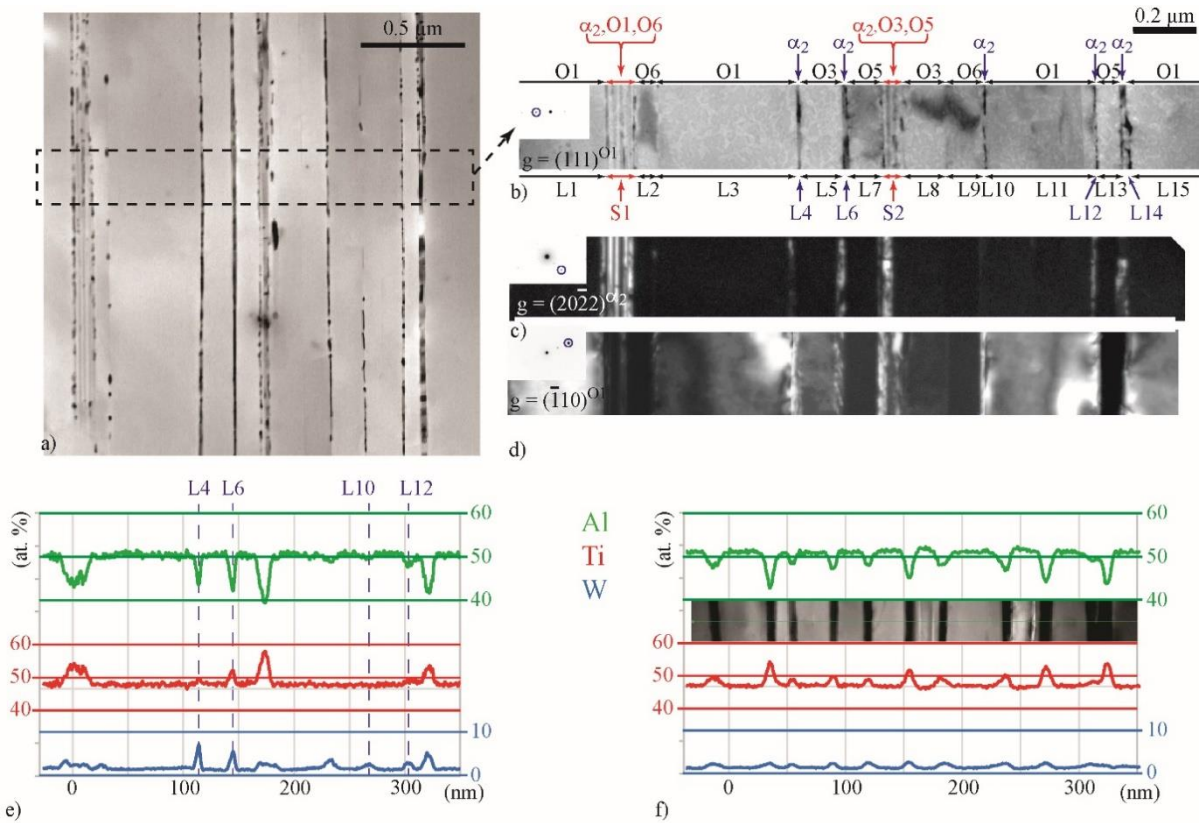 0.5 µm
a)
0.2 µm
α2,O1,O6
α2
α2
α2,O3,O5
α2
α2
α2
O1
O6
O1
O3
O5
O3
O6
O1
O5
O1
g = (111)O1
b)
L1
L2
L3
L5
L7
L8
L9
L10
L11
L13
L15
S1
L4
L6
S2
L12
L14
g = (202̅2)α2
c)
g = (1̅10)O1
d)
L4
L6
L10
L12
(at. %)
60
50
40
60
50
40
10
0
0
100
200
300
(nm)
e)
Al
Ti
W
(at. %)
60
50
40
60
50
40
10
0
0
100
200
300
(nm)
f)